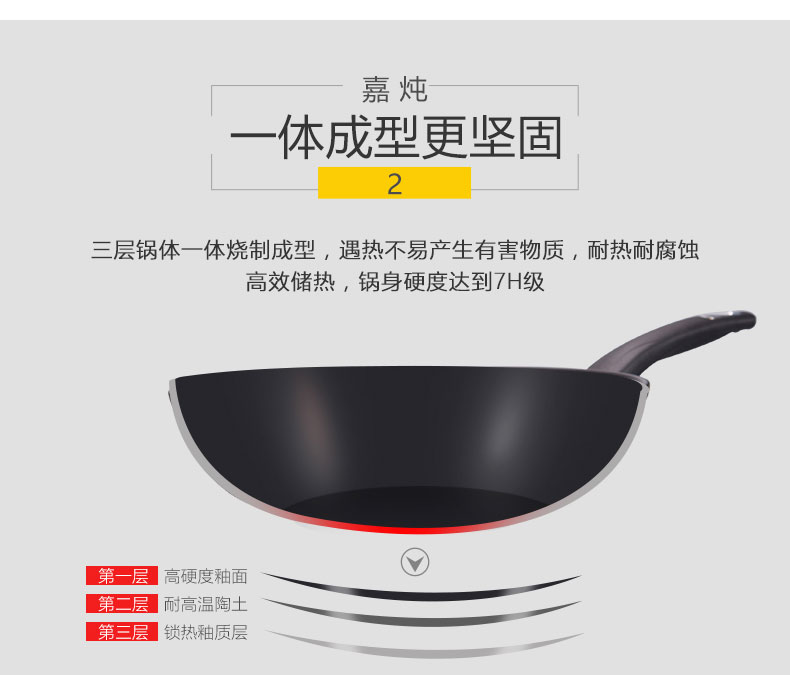 嘉炖
一体成型更坚固
2
三层锅体一体烧制成型，遇热不易产生有害物质，耐热耐腐蚀
高效储热，锅身硬度达到7H级
第一层 高硬度釉面
第二层 耐高温陶土
第三层 锁热釉质层